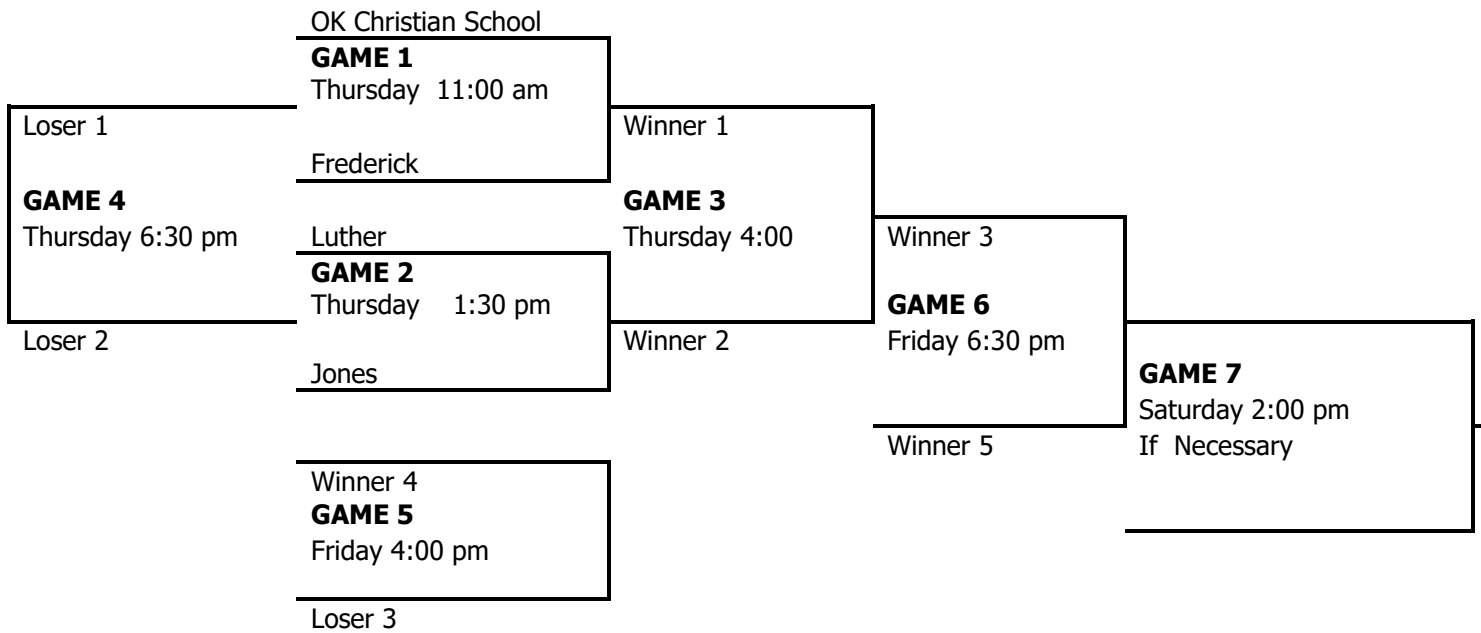 OK Christian School
GAME 1
Thursday 11:00 am
Loser 1
Winner 1
Frederick
GAME 4
GAME 3
Thursday 6:30 pm
Luther
Thursday 4:00
Winner 3
GAME 2
Thursday 1:30 pm
GAME 6
Loser 2
Winner 2
Friday 6:30 pm
Jones
GAME 7
Saturday 2:00 pm
Winner 5
If Necessary
Winner 4
GAME 5
Friday 4:00 pm
Loser 3